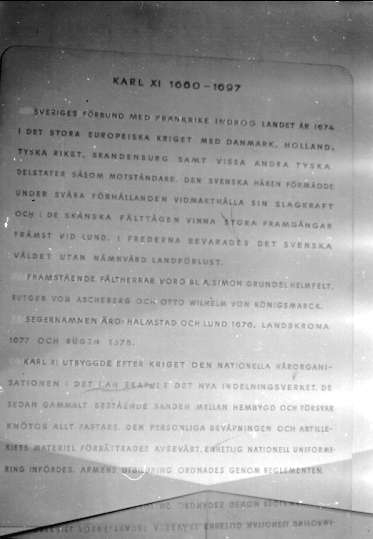 KARL XI 1660-1697
SVERIGES FÖRBUND MED FRANKRIKE INDROG LANDET ÅR 1674
I DET STORA EUROPEISKA KRIGET MED DANMARK, HOLLAND,
TYSKA RIKET, BRANDENBURG SAMT VISSA ANDRA TYSKA
DELSTATER SÅSOM MOTSTÅNDARE. DEN SVENSKA HÄREN FÖRMÅDDE
UNDER SVÅRA FÖRHÅLLANDEN VIDMAKTHÅLLA SIN SLAGKRAFT
OCH I DE SKÅNSKA FÄLTTÅGEN VINNA STORA FRAMGÅNGAR
FRÄMST VID LUND. I FREDERNA BEVARADES DET SVENSKA
VÄLDET UTAN NÄMNVÄRD LANDFÖRLUST.
FRAMSTÅENDE FÄLTHERRAR VORO BL A. SIMON GRUNDEL HELMFELT,
RUTGER VON ASCHEBERG OCH OTTO WILHELM VON KÖNIGSMARCK.
SEGERNAMNEN ÄRO: HALMSTAD OCH LUND 1676, LANDSKRONA
1677 OCH RÜGEN 1678.
KARL XI UTBYGGDE EFTER KRIGET DEN NATIONELLA HÄRORGANI-
SATIONEN I DET HAN SKAPADE DET NYA INDELNINGSVERKET. DE
SEDAN GAMMALT BESTÅENDE BANDEN MELLAN HEMBYGD OCH FÖRSVAR
KNÖTOS ALLT FASTARE. DEN PERSONLIGA BEVÄPNINGEN OCH ARTILLE-
RIETS MATERIEL FÖRBÄTTRADES AVSEVÄRT. ENHETLIG NATIONELL UNIFORME-
RING INFÖRDES. ARMÉNS UTBILDNING ORDNADES GENOM REGLEMENTEN.